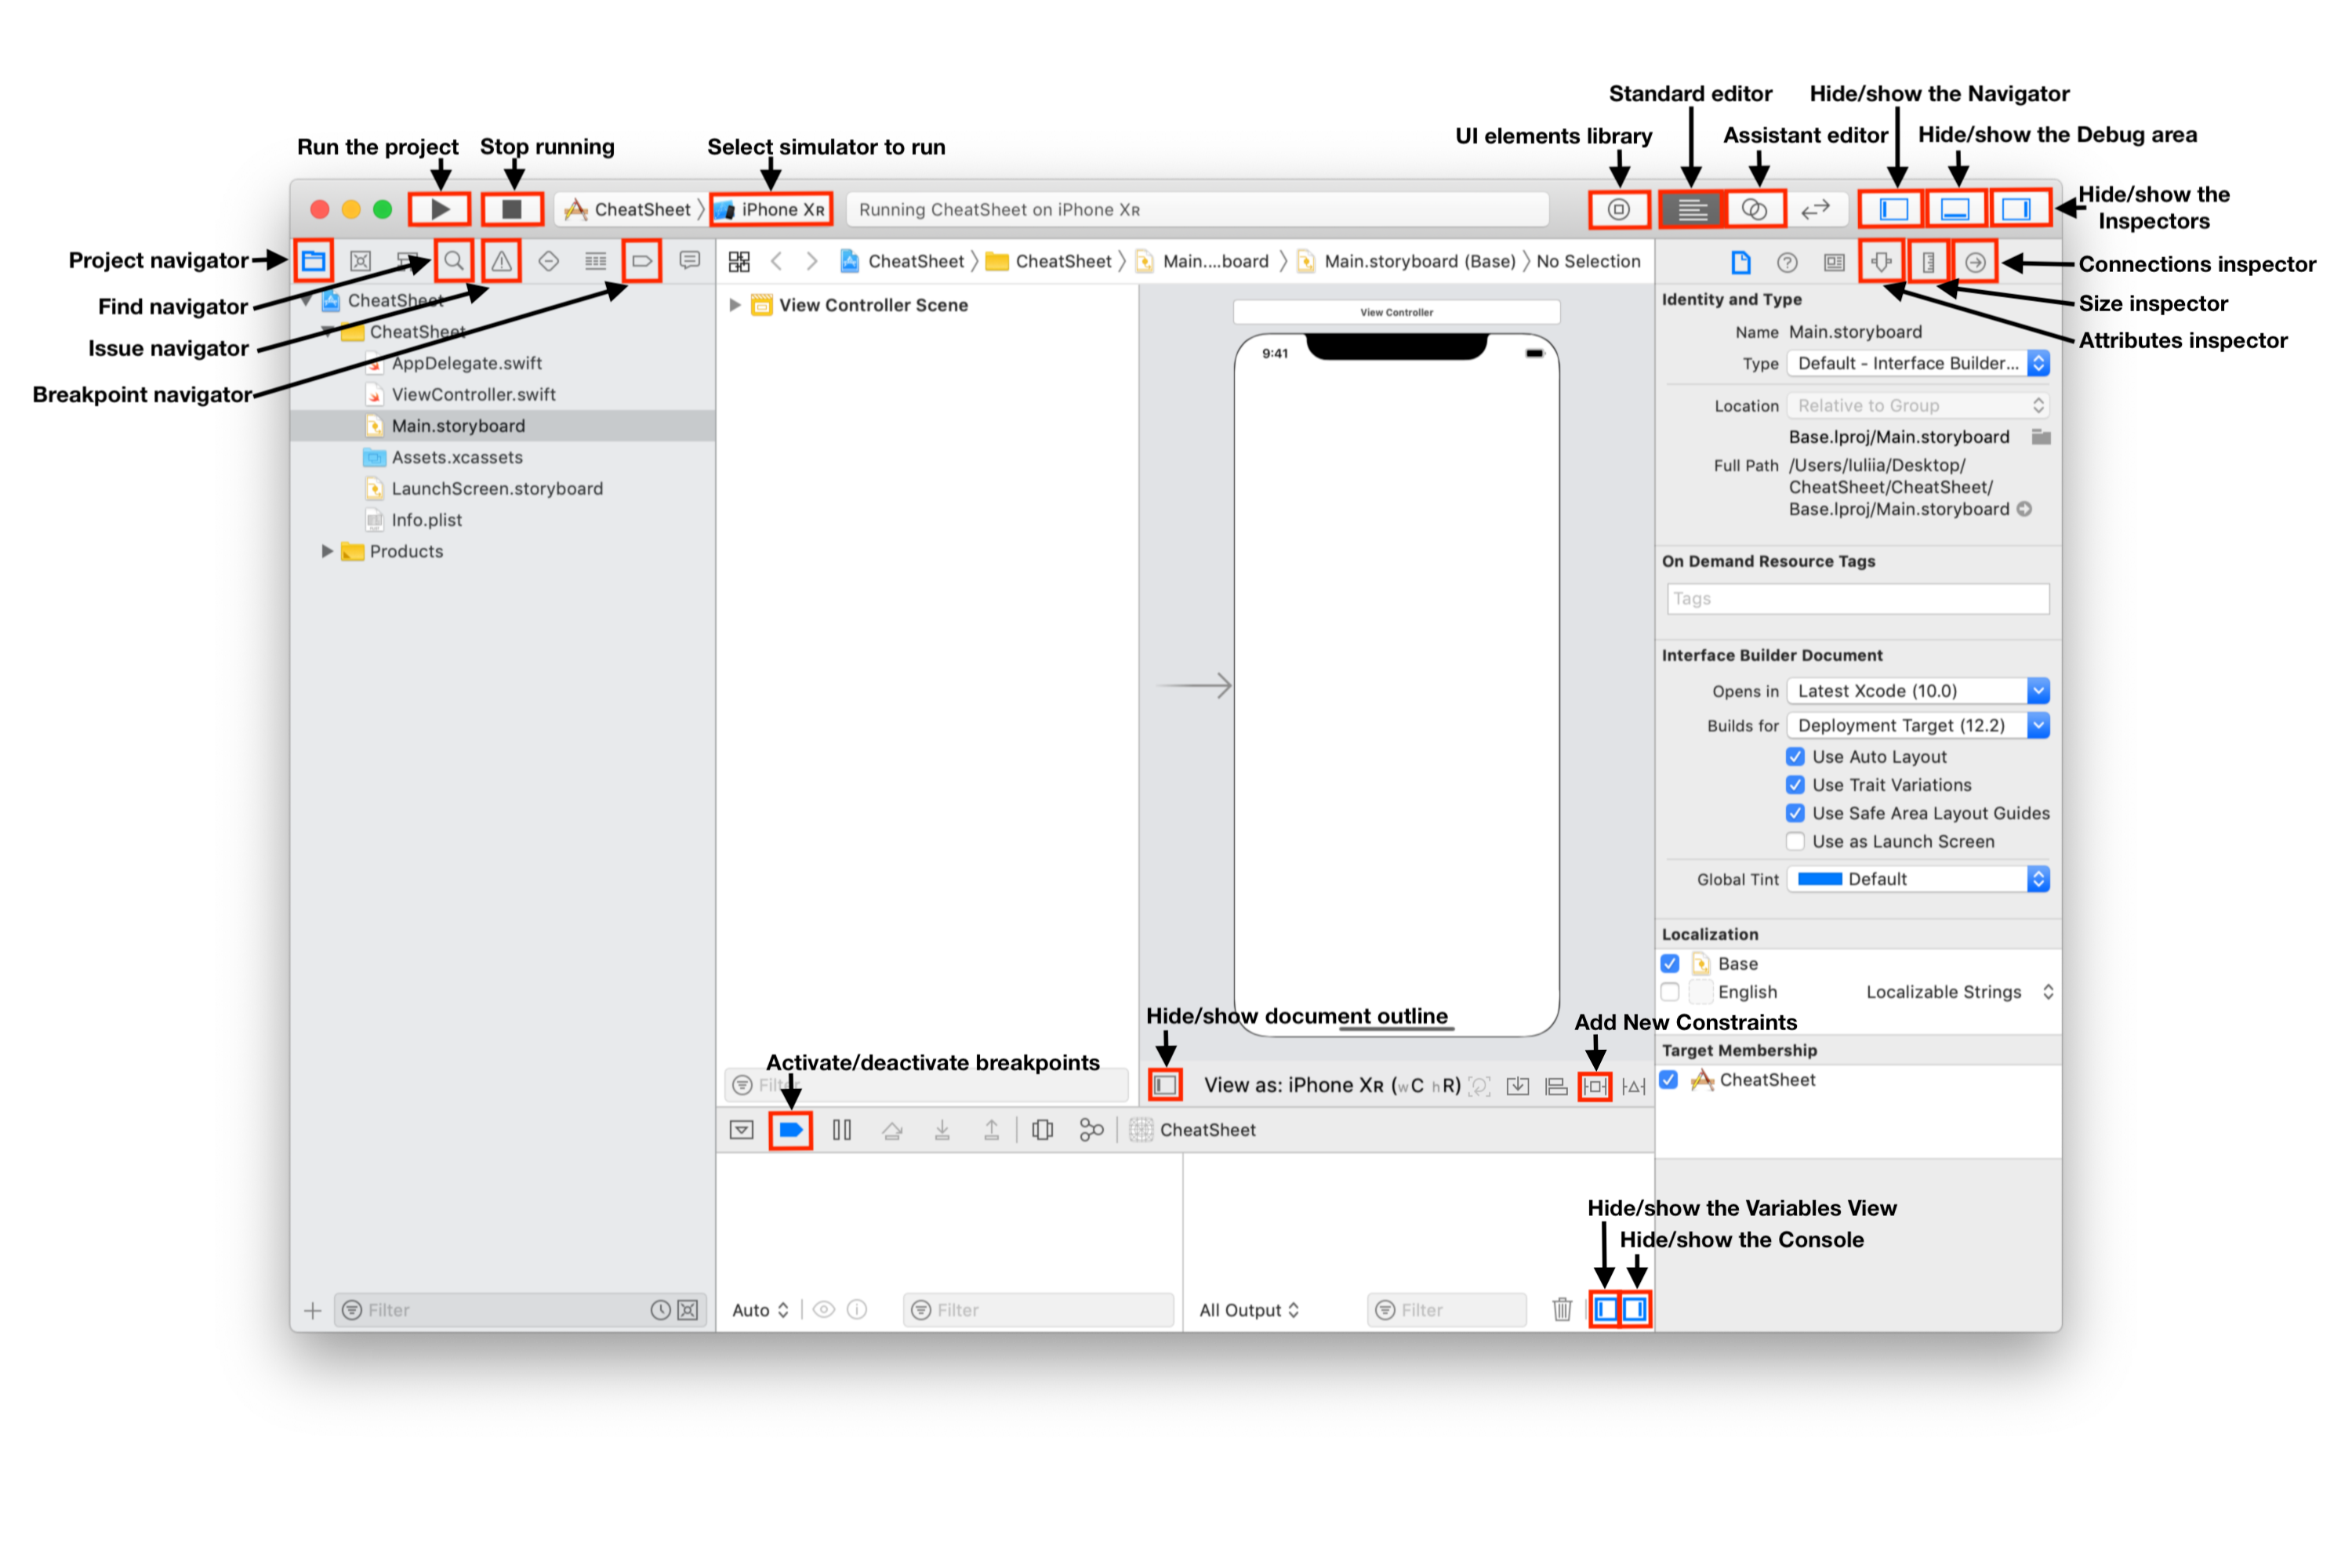 Standard editor
Hide/show the Navigator
UI elements library
Assistant editor
Hide/show the Debug area
Run the project
Stop running
Select simulator to run
Hide/show the
Inspectors
CheatSheet
iPhone XR
Running CheatSheet on iPhone XR
Project navigator
Find navigator
Issue navigator
Breakpoint navigator
Connections inspector
Size inspector
Attributes inspector
CheatSheet
CheatSheet
AppDelegate.swift
ViewController.swift
Main.storyboard
Assets.xcassets
LaunchScreen.storyboard
Info.plist
Products
Filter
CheatSheet
CheatSheet
Main....board
Main.storyboard (Base)
No Selection
View Controller Scene
View Controller
9:41
Hide/show document outline
Add New Constraints
Activate/deactivate breakpoints
Filter
View as: iPhone XR (wC hR)
CheatSheet
Hide/show the Variables View
Hide/show the Console
Auto
Filter
All Output
Filter
Identity and Type
Name Main.storyboard
Type Default - Interface Builder...
Location Relative to Group
Base.lproj/Main.storyboard
Full Path /Users/Iuliia/Desktop/
CheatSheet/CheatSheet/
Base.lproj/Main.storyboard
On Demand Resource Tags
Tags
Interface Builder Document
Opens in Latest Xcode (10.0)
Builds for Deployment Target (12.2)
Use Auto Layout
Use Trait Variations
Use Safe Area Layout Guides
Use as Launch Screen
Global Tint Default
Localization
Base
English Localizable Strings
Target Membership
CheatSheet